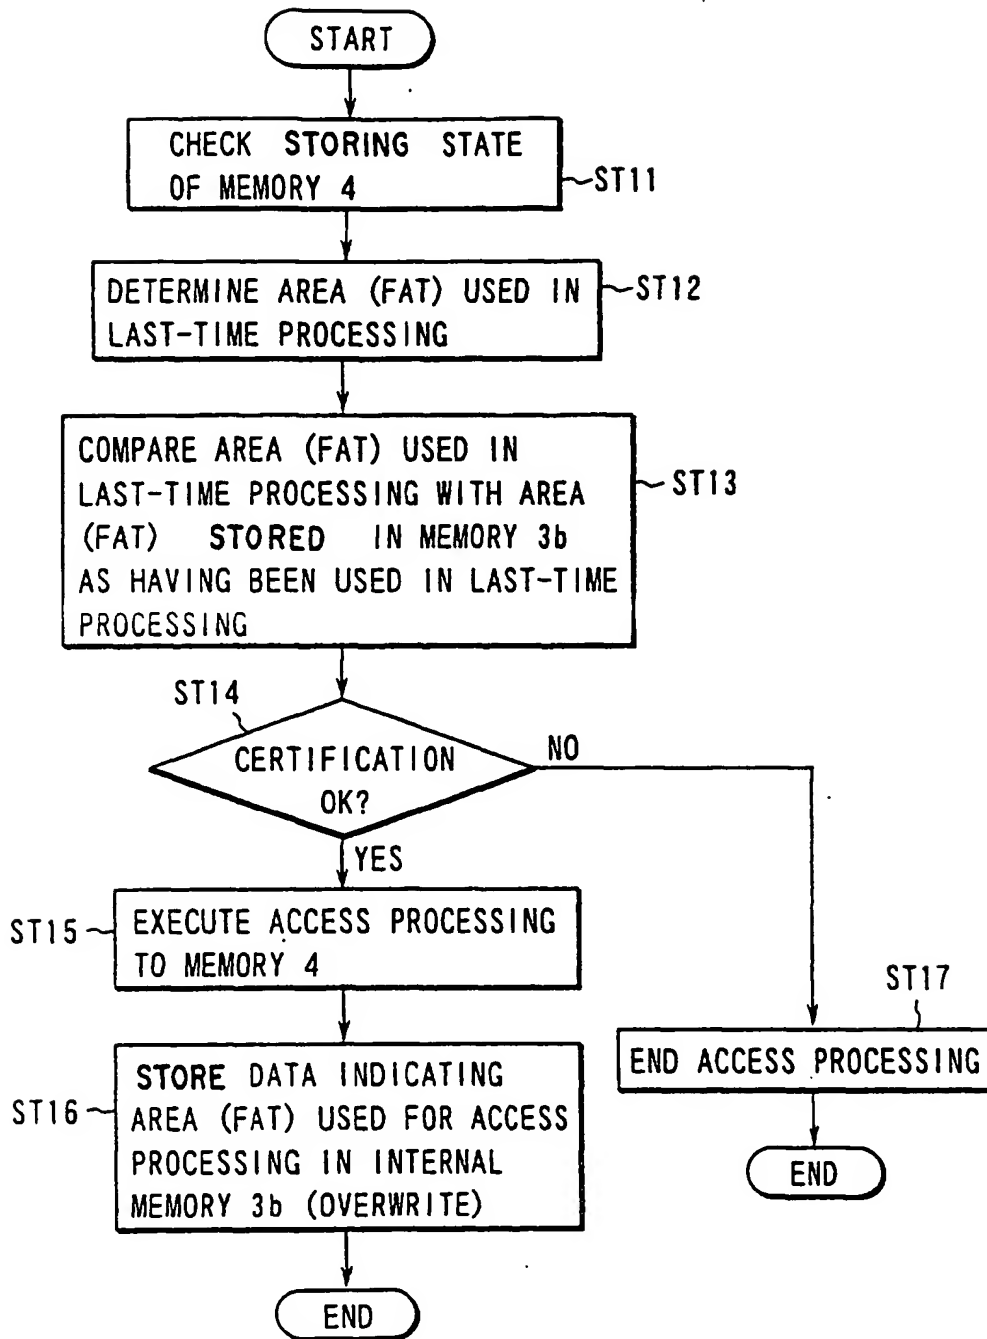 START
CHECK STORING STATE
OF MEMORY 4
ST11
DETERMINE AREA (FAT) USED IN
LAST-TIME PROCESSING
ST12
COMPARE AREA (FAT) USED IN
LAST-TIME PROCESSING WITH AREA
(FAT) STORED IN MEMORY 3b
AS HAVING BEEN USED IN LAST-TIME
PROCESSING
ST13
ST14
CERTIFICATION
OK?
NO
YES
ST15
EXECUTE ACCESS PROCESSING
TO MEMORY 4
ST17
END ACCESS PROCESSING
END
ST16
STORE DATA INDICATING
AREA (FAT) USED FOR ACCESS
PROCESSING IN INTERNAL
MEMORY 3b (OVERWRITE)
END